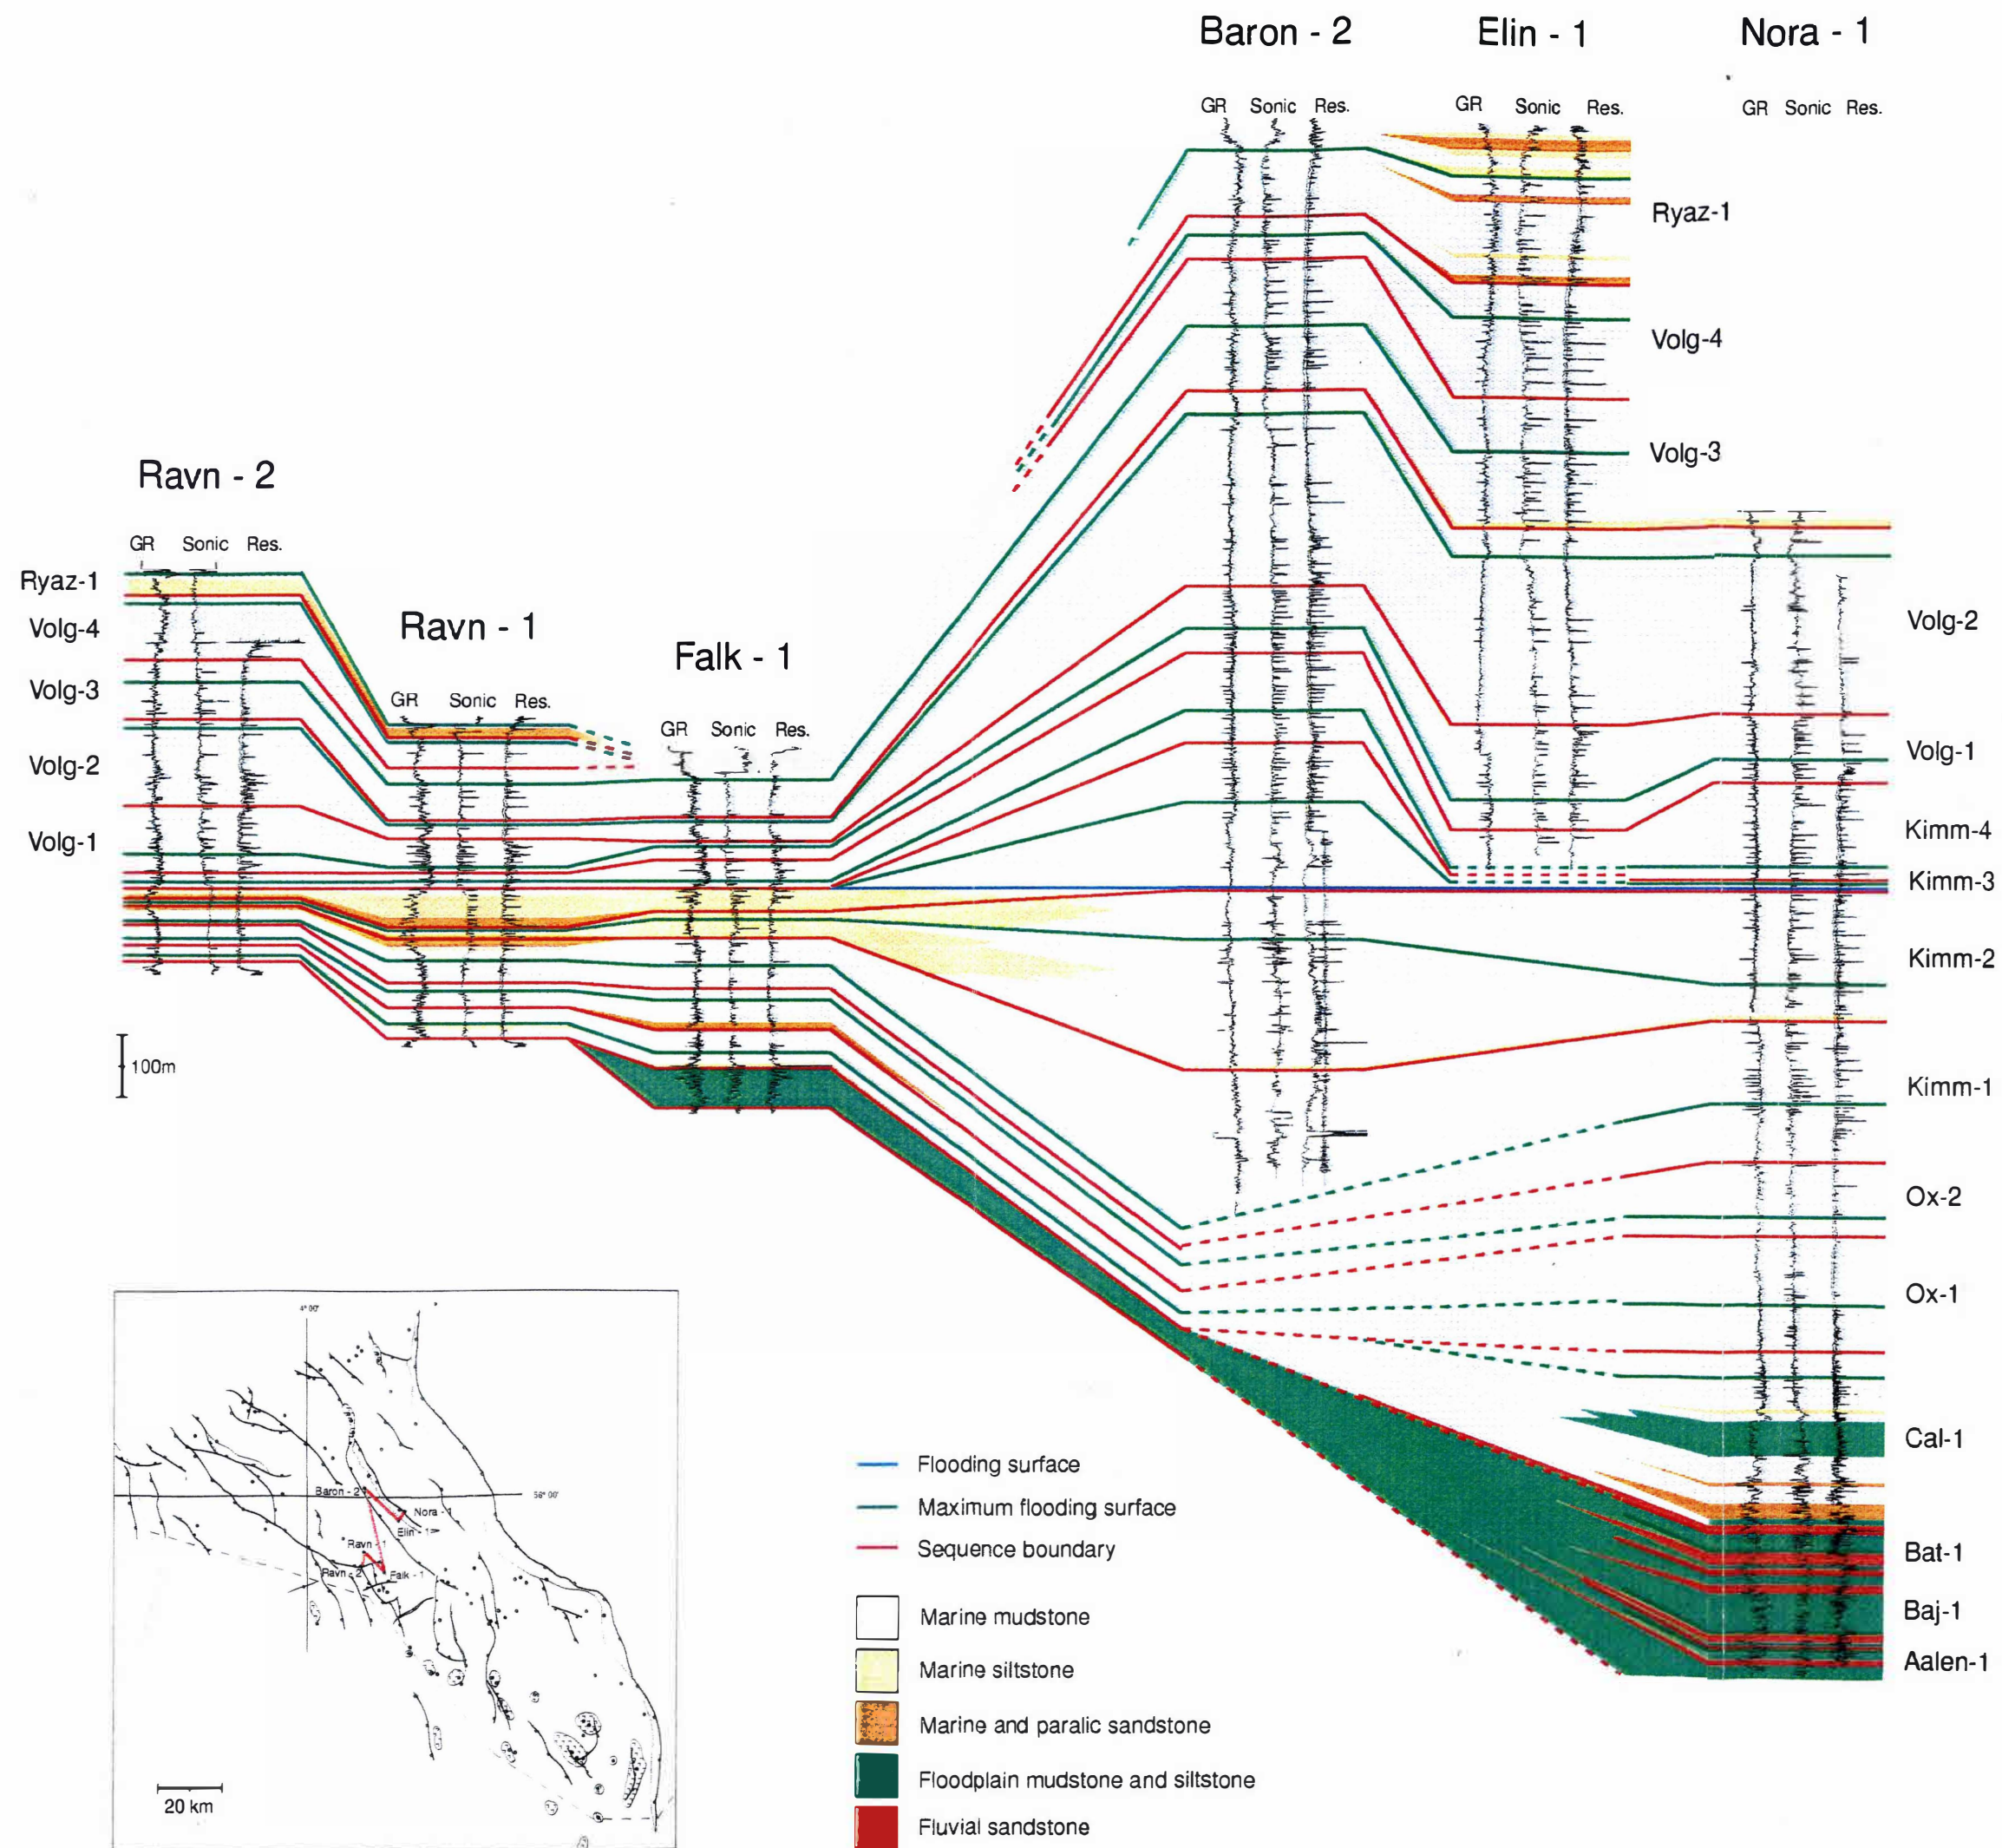 Baron - 2
Elin - 1
Nora - 1
GR Sonic Res.
GR Sonic Res.
GR Sonic Res.
Ryaz-1
Volg-4
Volg-3
Ravn - 2
GR Sonic Res.
Ryaz-1
Volg-4
Volg-3
Volg-2
Volg-1
Ravn - 1
GR Sonic Res.
Falk - 1
GR Sonic Res.
Volg-2
Volg-1
Kimm-4
Kimm-3
Kimm-2
Kimm-1
Ox-2
Ox-1
Cal-1
Bat-1
Baj-1
Aalen-1
100m
4° 00'
56° 00'
Baron - 2
Nora - 1
Elin - 1
Ravn - 1
Ravn - 2
Falk - 1
20 km
Flooding surface
Maximum flooding surface
Sequence boundary
Marine mudstone
Marine siltstone
Marine and paralic sandstone
Floodplain mudstone and siltstone
Fluvial sandstone